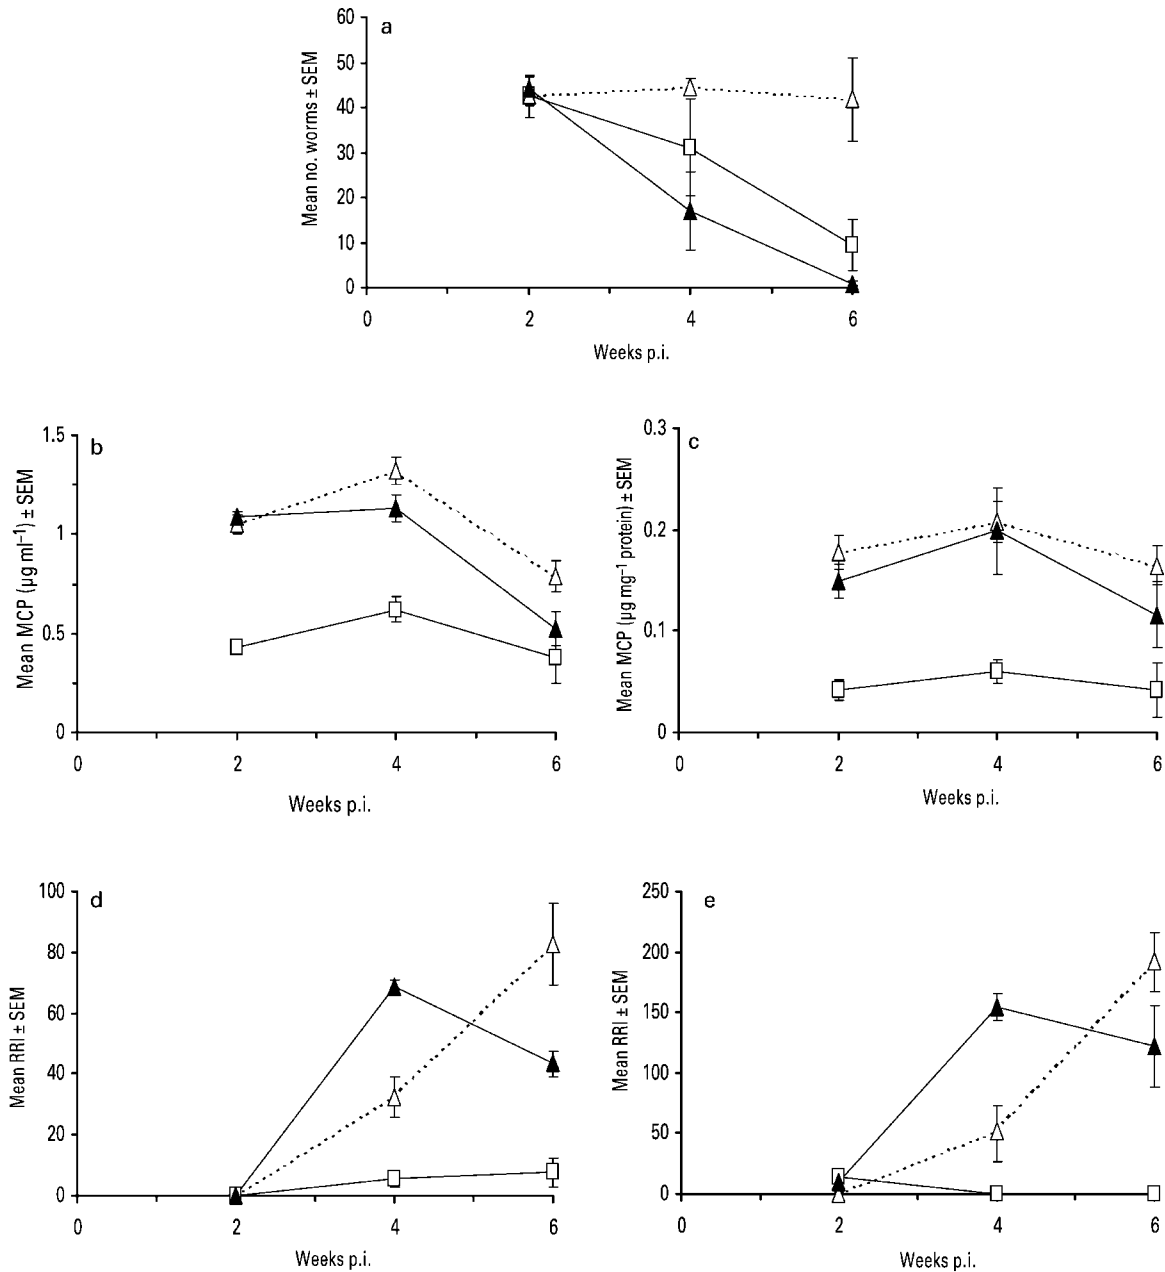 a
Mean no. worms ± SEM
60
50
40
30
20
10
0
0 2 4 6
Weeks p.i.
b
Mean MCP (µg ml⁻¹) ± SEM
1.5
1
0.5
0
0 2 4 6
Weeks p.i.
c
Mean MCP (µg mg⁻¹ protein) ± SEM
0.3
0.2
0.1
0
0 2 4 6
Weeks p.i.
d
Mean RRI ± SEM
100
80
60
40
20
0
0 2 4 6
Weeks p.i.
e
Mean RRI ± SEM
250
200
150
100
50
0
0 2 4 6
Weeks p.i.